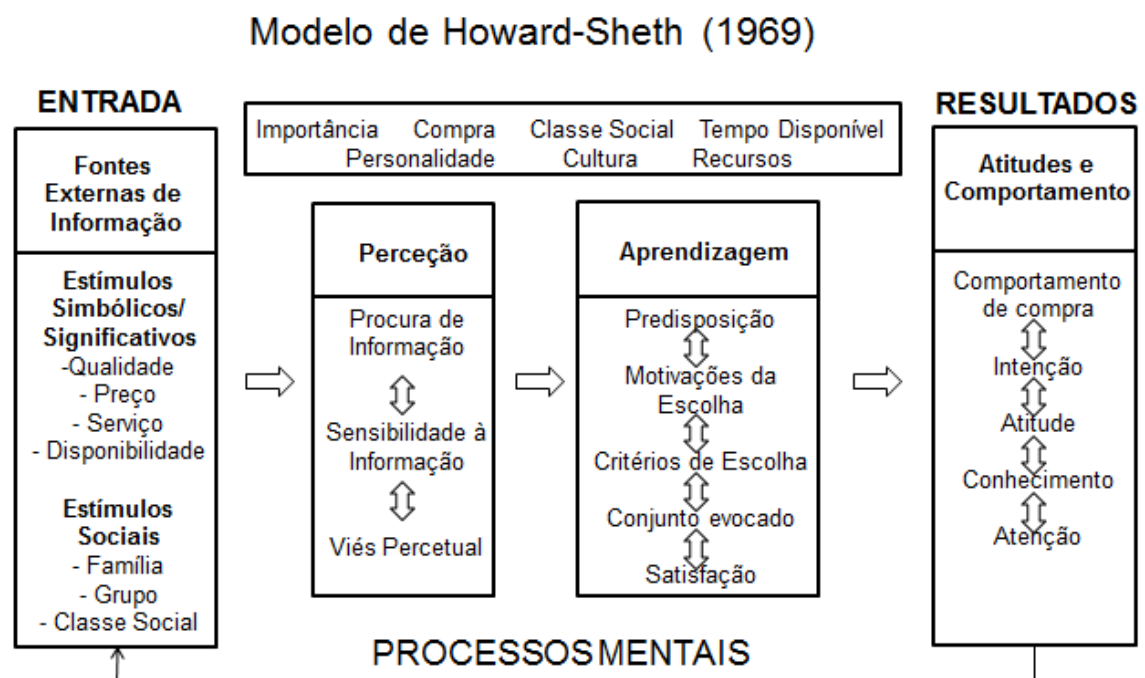 Modelo de Howard-Sheth (1969)
ENTRADA
Fontes
Externas de
Informação
Estímulos
Simbólicos/
Significativos
-Qualidade
- Preço
- Serviço
- Disponibilidade
Estímulos
Sociais
- Família
- Grupo
- Classe Social
Importância Compra Classe Social Tempo Disponível
Personalidade Cultura Recursos
Perceção
Procura de
Informação
Sensibilidade à
Informação
Viés Percetual
Aprendizagem
Predisposição
Motivações da
Escolha
Critérios de Escolha
Conjunto evocado
Satisfação
PROCESSOS MENTAIS
RESULTADOS
Atitudes e
Comportamento
Comportamento
de compra
Intenção
Atitude
Conhecimento
Atenção